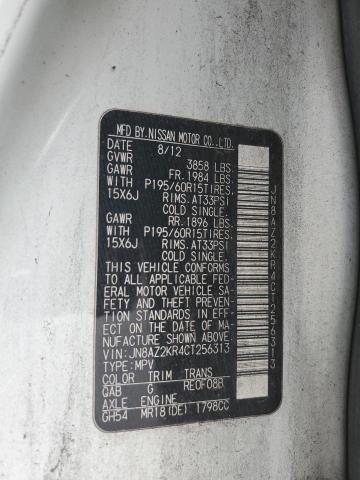 MFD BY.NISSAN MOTOR CO.,LTD.
DATE 8/12
GVWR 3858 LBS.
GAWR FR.1984 LBS.
WITH P195/60R15TIRES,
15X6J RIMS.AT33PSI
COLD SINGLE.
GAWR RR.1896 LBS.
WITH P195/60R15TIRES,
15X6J RIMS.AT33PSI
COLD SINGLE.
THIS VEHICLE CONFORMS
TO ALL APPLICABLE FED-
ERAL MOTOR VEHICLE SA-
FETY AND THEFT PREVEN-
TION STANDARDS IN EFF-
ECT ON THE DATE OF MA-
NUFACTURE SHOWN ABOVE.
VIN:JN8AZ2KR4CT256313
TYPE:MPV
COLOR TRIM TRANS
QAB G RE0F08B
AXLE ENGINE
GH54 MR18(DE) 1798CC
JN8AZ2KR4CT256313